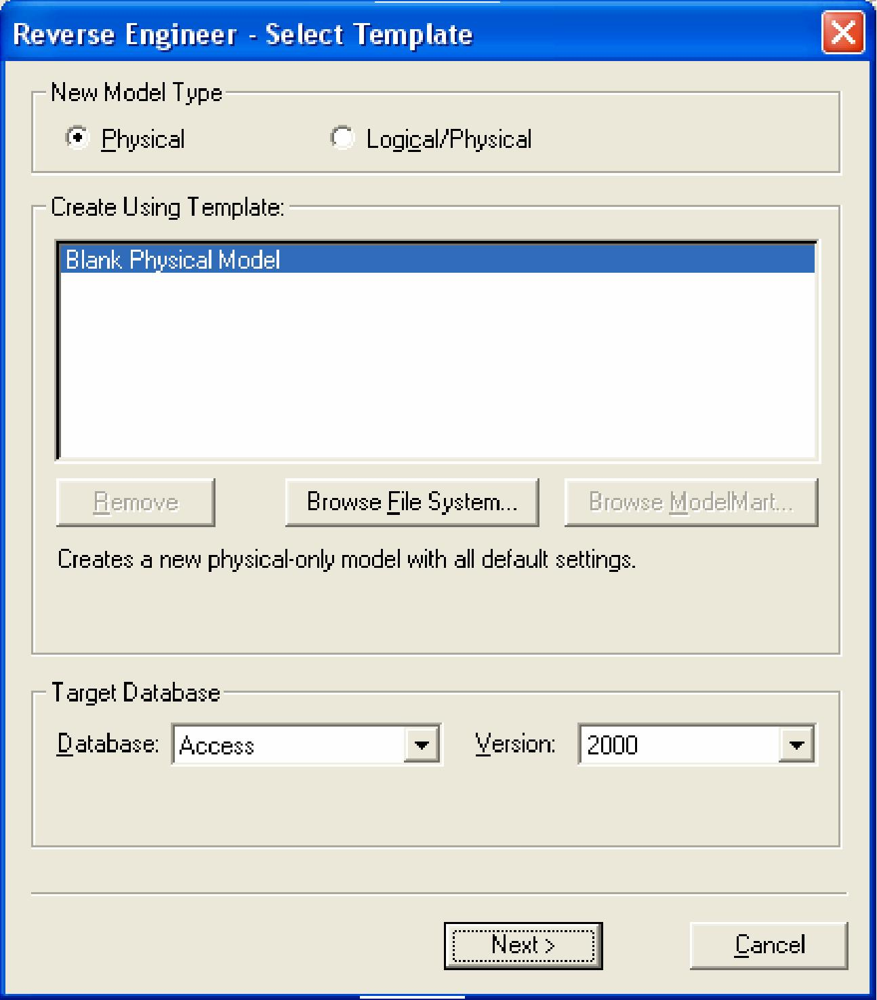 Reverse Engineer - Select Template
New Model Type
Physical Logical/Physical
Create Using Template:
Blank Physical Model
Remove Browse File System... Browse ModelMart...
Creates a new physical-only model with all default settings.
Target Database
Database: Access Version: 2000
Next > Cancel